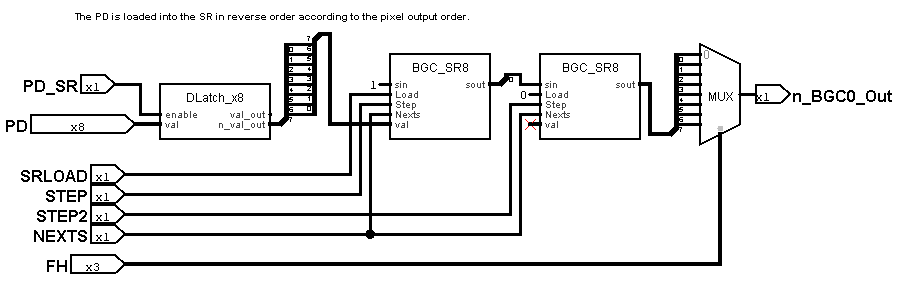 The PD is loaded into the SR in reverse order according to the pixel output order.
PD_SR x1
PD x8
DLatch_x8
enable val_out
val n_val_out
0
1
2
3
4
5
6
7
7
6
5
4
3
2
1
0
BGC_SR8
1 sin sout
Load
Step
Nexts
val
0
BGC_SR8
sin sout
0 Load
Step
Nexts
val
0
1
2
3
4
5
6
7
0
MUX
x1 n_BGC0_Out
SRLOAD x1
STEP x1
STEP2 x1
NEXTS x1
FH x3